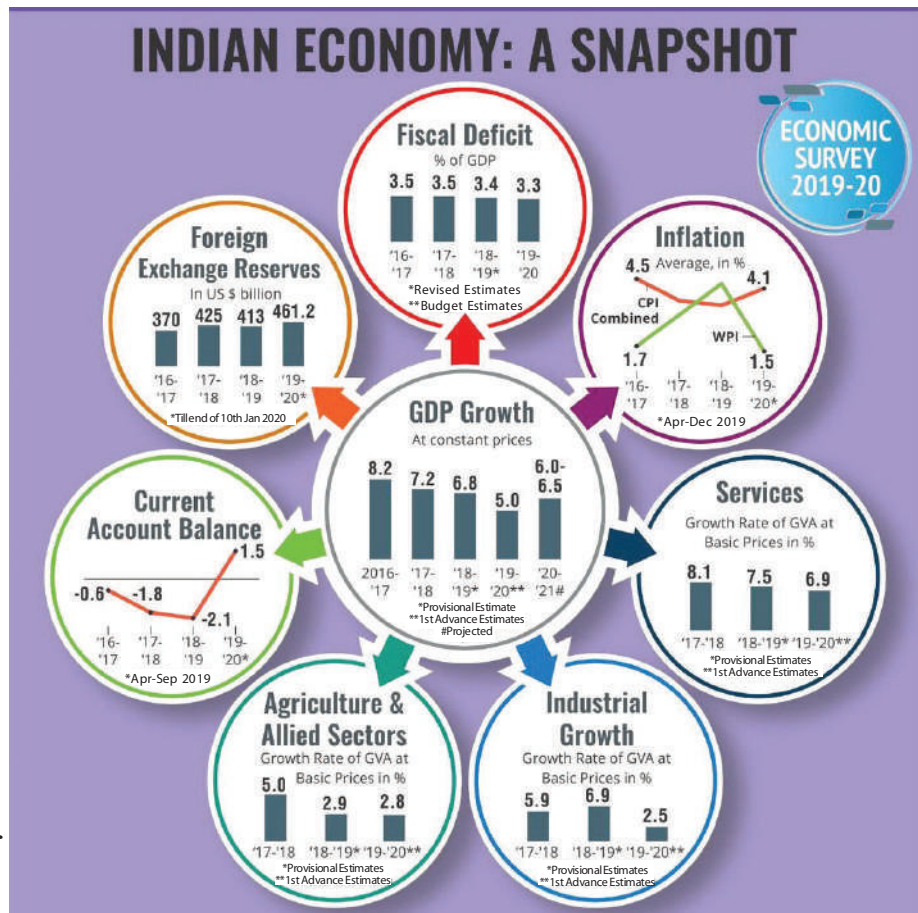 INDIAN ECONOMY: A SNAPSHOT
ECONOMIC
SURVEY
2019-20
Fiscal Deficit
% of GDP
3.5 3.5 3.4 3.3
'16- '17- '18- '19-
'17 '18 '19* '20
*Revised Estimates
**Budget Estimates
Foreign
Exchange Reserves
In US $ billion
370 425 413 461.2
'16- '17- '18- '19-
'17 '18 '19 '20*
*Till end of 10th Jan 2020
Inflation
Average, in %
4.5 4.1
CPI
Combined
WPI
1.7 1.5
'16- '17- '18- '19-
'17 '18 '19 '20*
*Apr-Dec 2019
GDP Growth
At constant prices
8.2 7.2 6.8 5.0 6.0-
6.5
2016- '17- '18- '19- '20-
'17 '18 '19* '20** '21#
*Provisional Estimate
**1st Advance Estimates
#Projected
Current
Account Balance
1.5
-0.6 -1.8 -2.1
'16- '17- '18- '19-
'17 '18 '19 '20*
*Apr-Sep 2019
Services
Growth Rate of GVA at
Basic Prices in %
8.1 7.5 6.9
'17-'18 '18-'19* '19-'20**
*Provisional Estimates
**1st Advance Estimates
Agriculture &
Allied Sectors
Growth Rate of GVA at
Basic Prices in %
5.0 2.9 2.8
'17-'18 '18-'19* '19-'20**
*Provisional Estimates
**1st Advance Estimates
Industrial
Growth
Growth Rate of GVA at
Basic Prices in %
5.9 6.9 2.5
'17-'18 '18-'19* '19-'20**
*Provisional Estimates
**1st Advance Estimates